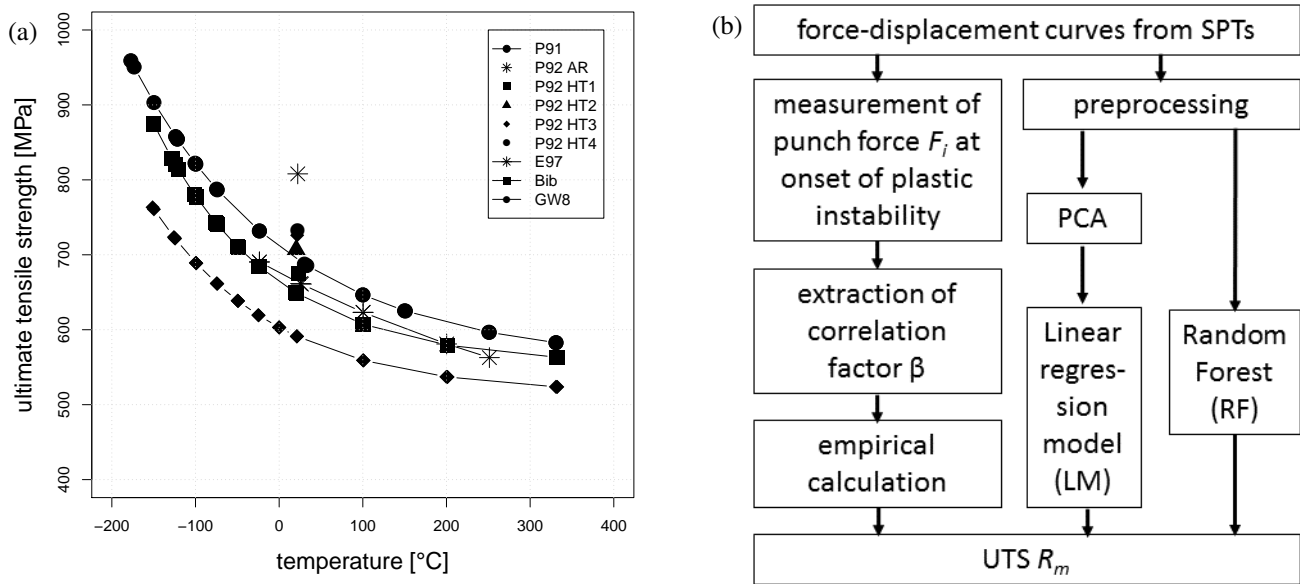 (a)
ultimate tensile strength [MPa]
1000
900
800
700
600
500
400
−200
−100
0
100
200
300
400
temperature [°C]
P91
P92 AR
P92 HT1
P92 HT2
P92 HT3
P92 HT4
E97
Bib
GW8
(b)
force-displacement curves from SPTs
measurement of
punch force Fi at
onset of plastic
instability
extraction of
correlation
factor β
empirical
calculation
preprocessing
PCA
Linear
regres-
sion
model
(LM)
Random
Forest
(RF)
UTS Rm